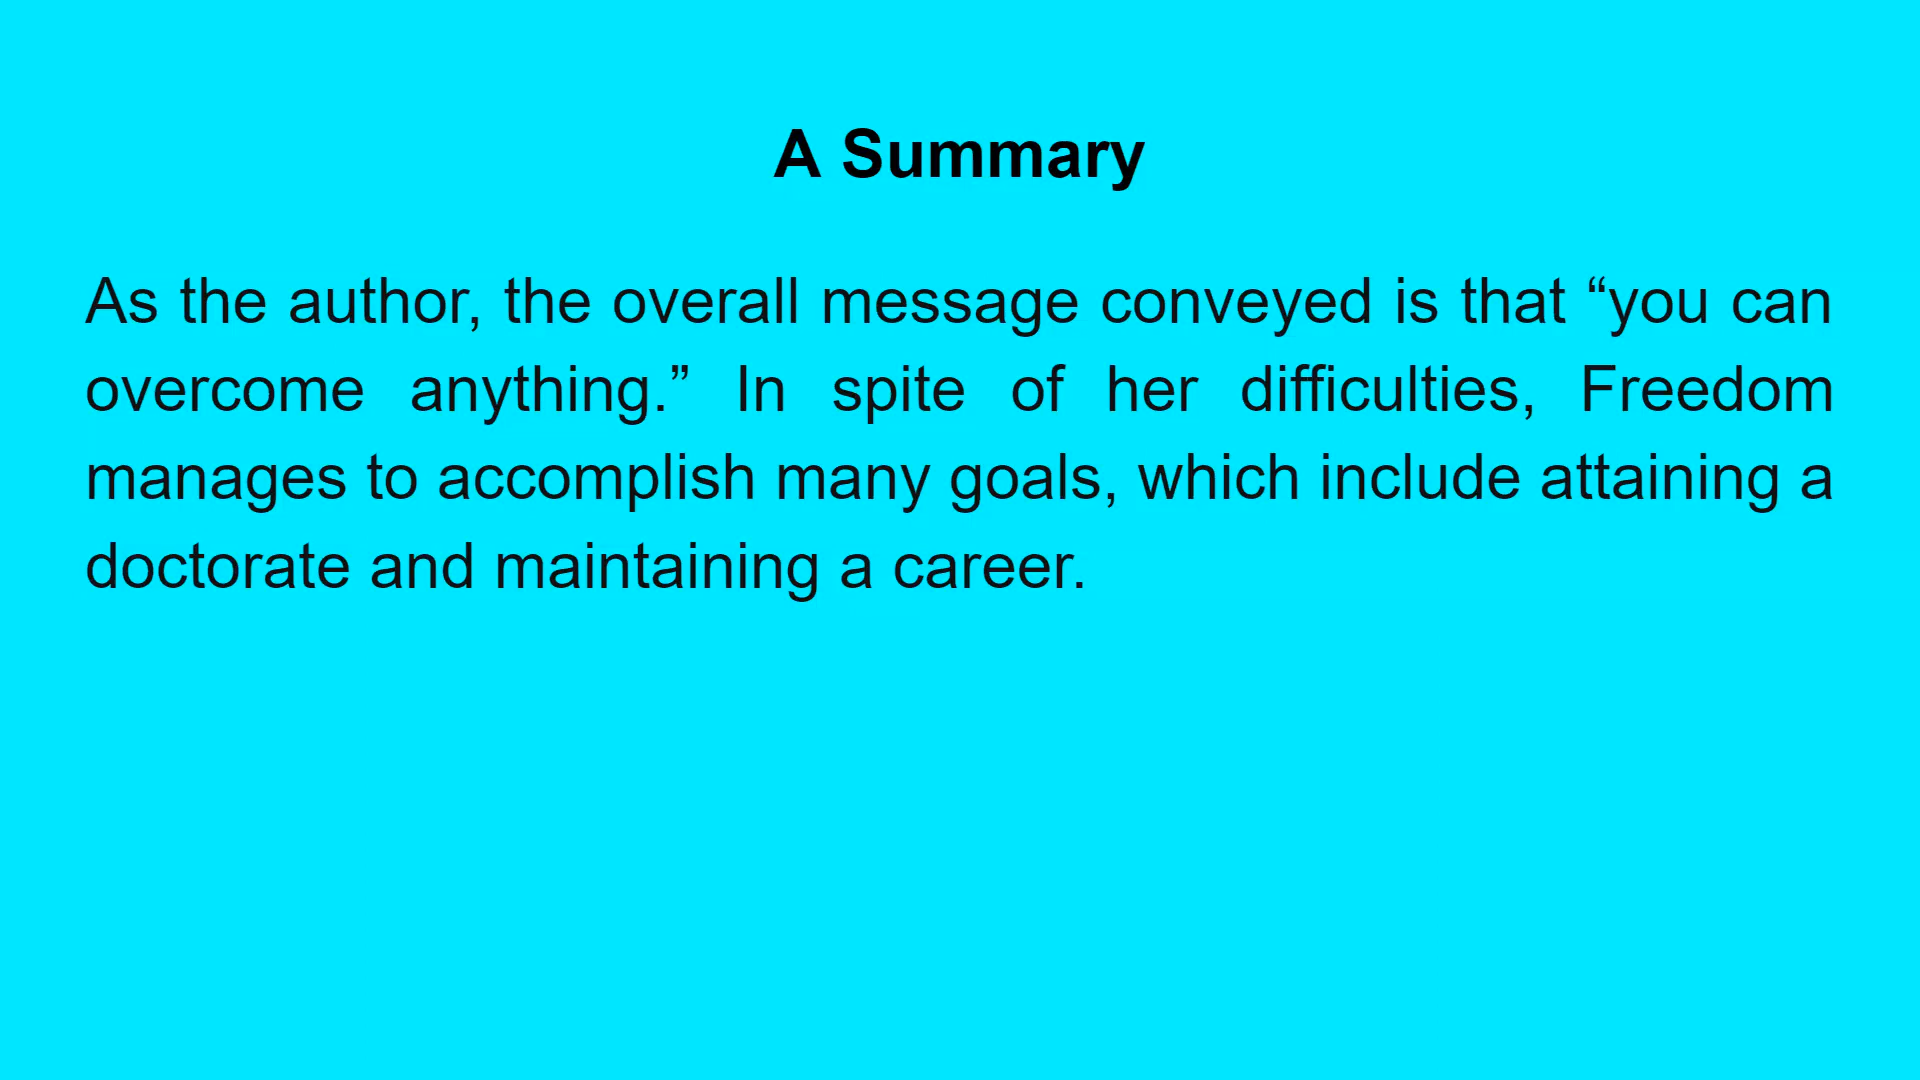 A Summary
As the author, the overall message conveyed is that “you can
overcome anything.” In spite of her difficulties, Freedom
manages to accomplish many goals, which include attaining a
doctorate and maintaining a career.